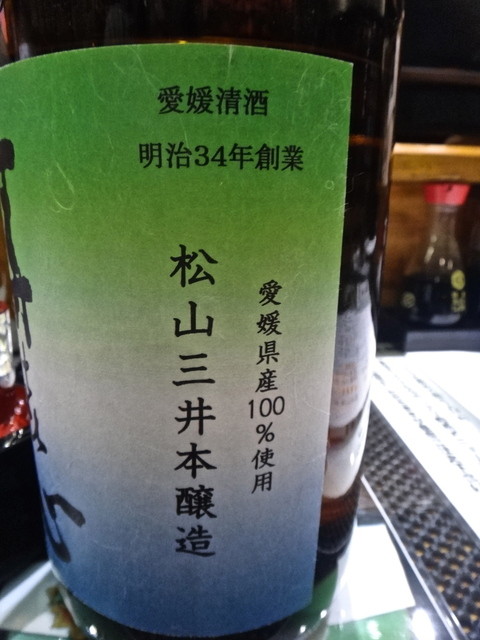 愛媛清酒
明治34年創業
愛媛県産100%使用
松山三井本醸造